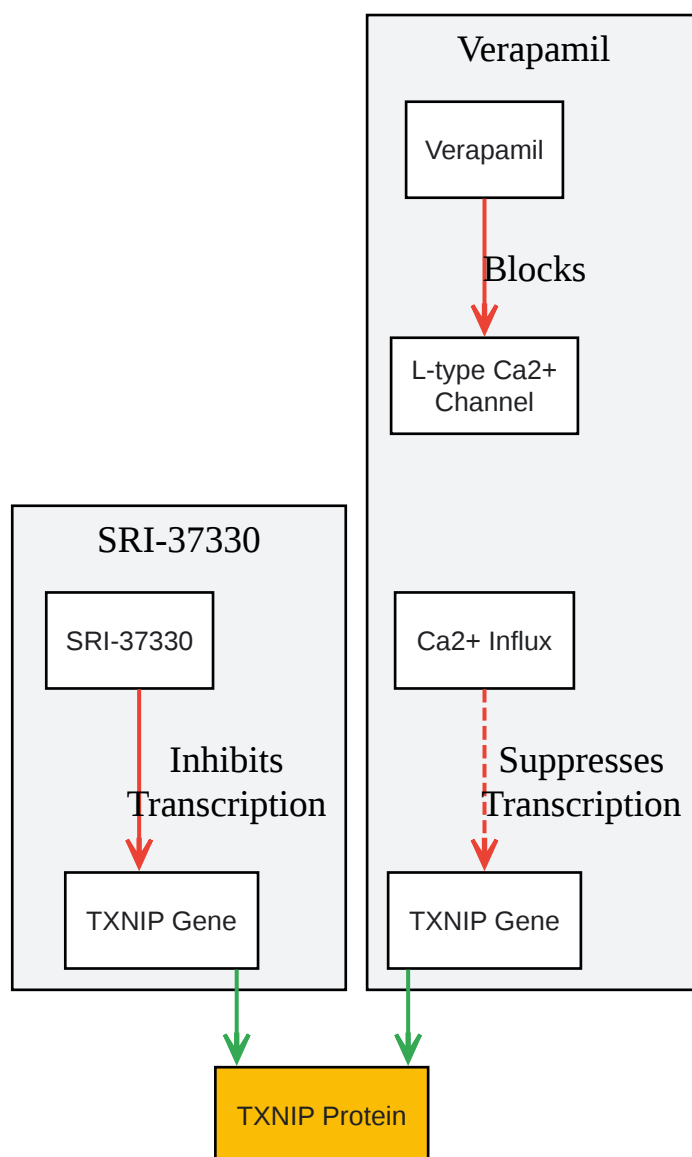 Verapamil
Verapamil
Blocks
L-type Ca2+
Channel
SRI-37330
SRI-37330
Inhibits
Transcription
TXNIP Gene
Ca2+ Influx
Suppresses
Transcription
TXNIP Gene
TXNIP Protein